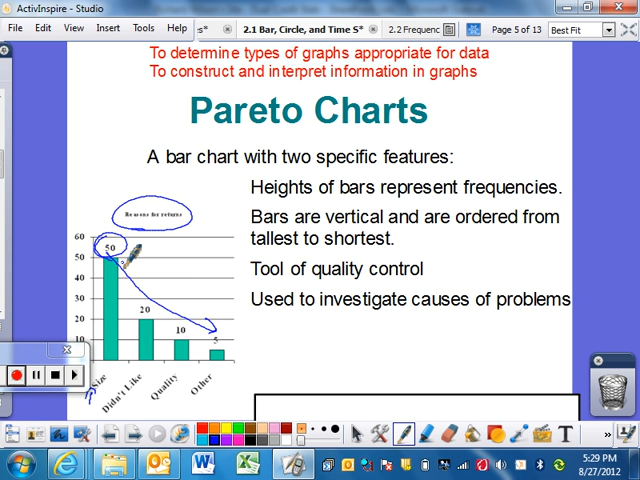 ActivInspire - Studio
File Edit View Insert Tools Help
s* 2.1 Bar, Circle, and Time S* 2.2 Frequenc Page 5 of 13 Best Fit
To determine types of graphs appropriate for data
To construct and interpret information in graphs
Pareto Charts
A bar chart with two specific features:
Heights of bars represent frequencies.
Bars are vertical and are ordered from
tallest to shortest.
Tool of quality control
Used to investigate causes of problems
Reasons for returns
60
50
40
30
20
10
50
20
10
5
Size
Didn't Like
Quality
Other
5:29 PM
8/27/2012